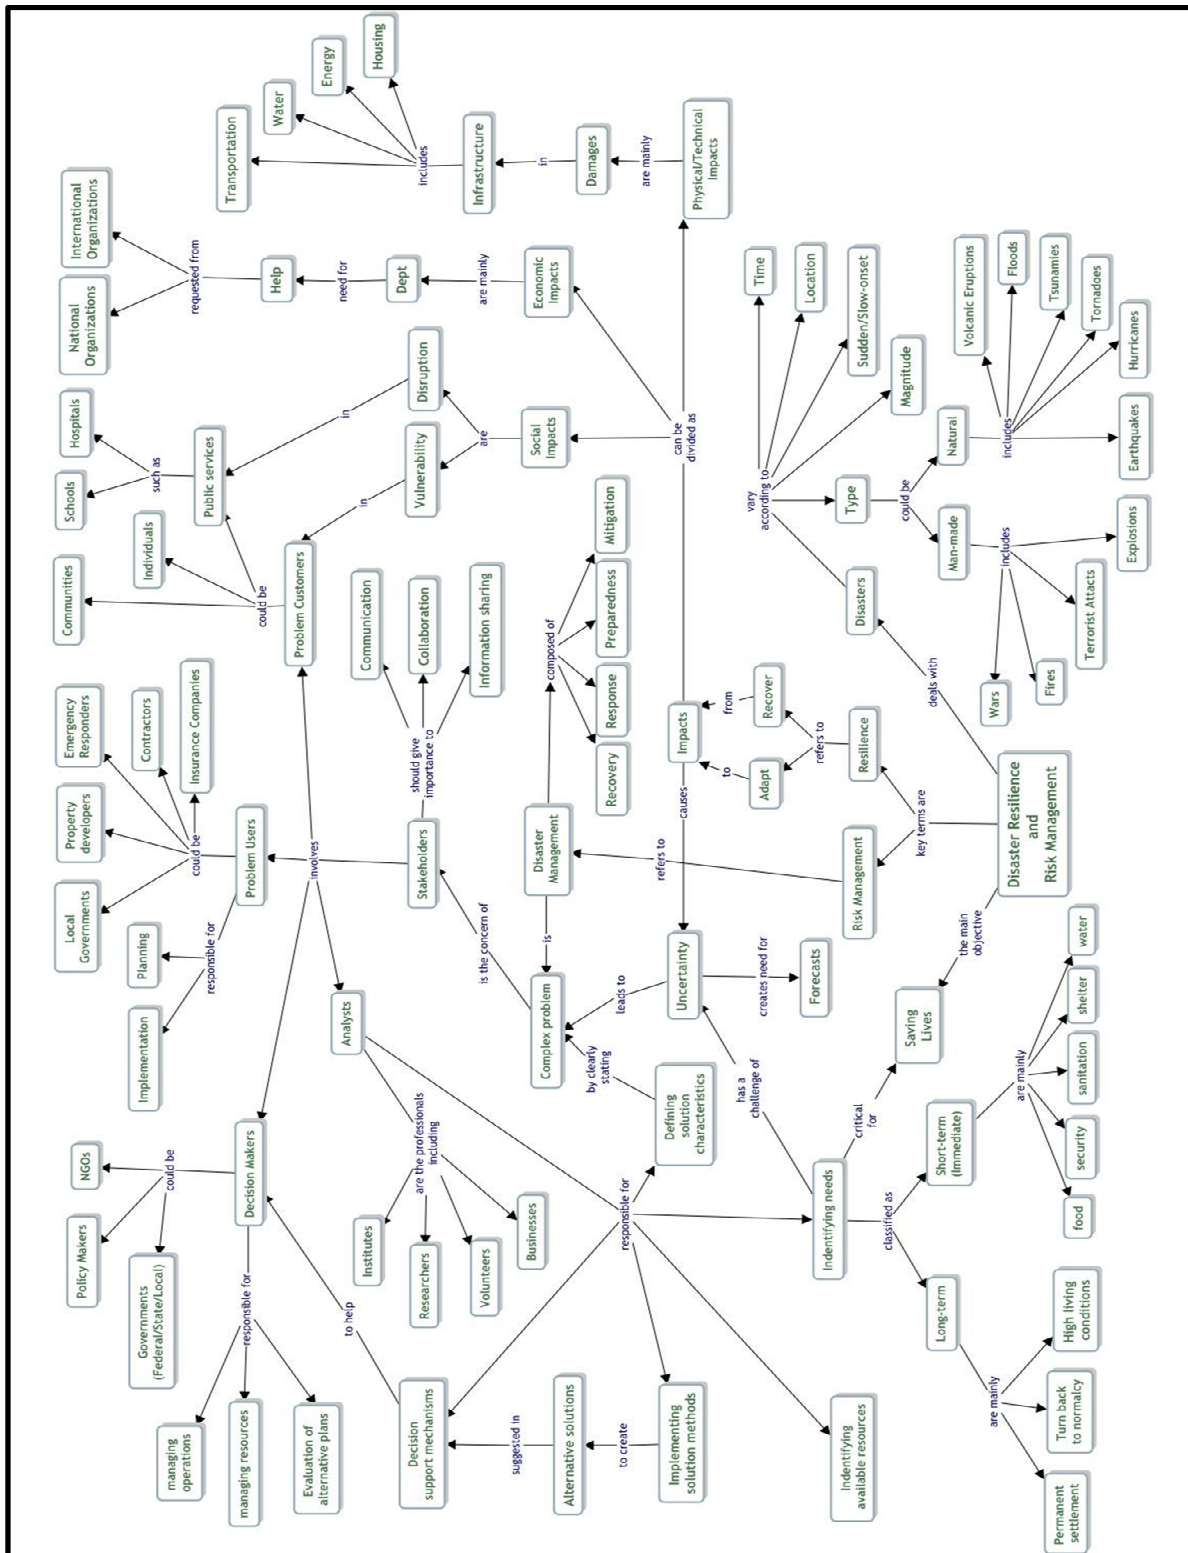 Permanent
settlement
Turn back
to normalcy
High living
conditions
are mainly
Long-term
food
security
sanitation
shelter
water
are mainly
Short-term
(Immediate)
classified as
Indentifying needs
critical
for
Saving
Lives
the main
objective
Disaster Resilience
and
Risk Management
Indentifying
available resources
Implementing
solution methods
to create
Alternative solutions
suggested in
Decision
support mechanisms
to help
responsible for
Defining
solution
characteristics
by clearly
stating
has a
challenge of
Uncertainty
creates need for
Forecasts
leads to
Complex problem
is
Disaster
Management
composed of
Recovery
Response
Preparedness
Mitigation
refers to
Risk Management
key terms are
Resilience
refers to
Adapt
Recover
to
from
Impacts
causes
managing
operations
managing resources
Evaluation of
alternative plans
responsible for
Decision Makers
could be
Policy Makers
Governments
(Federal/State/Local)
NGOs
Institutes
Researchers
Volunteers
Businesses
are the professionals
including
Analysts
involves
Implementation
Planning
responsible for
Problem Users
could be
Local
Governments
Property
developers
Emergency
Responders
Contractors
Insurance Companies
is the concern of
Stakeholders
should give
importance to
Communication
Collaboration
Information sharing
Problem Customers
could be
Communities
Individuals
Public services
such as
Schools
Hospitals
in
in
Vulnerability
Disruption
are
Social
Impacts
can be
divided as
National
Organizations
International
Organizations
requested from
Help
need for
Dept
are mainly
Economic
Impacts
Transportation
Water
Energy
Housing
includes
Infrastructure
in
Damages
are mainly
Physical/Technical
Impacts
deals with
Disasters
vary
according to
Time
Location
Sudden/Slow-onset
Magnitude
Type
could be
Man-made
Natural
includes
Wars
Fires
Terrorist Attacts
Explosions
includes
Volcanic Eruptions
Floods
Tsunamies
Tornadoes
Hurricanes
Earthquakes